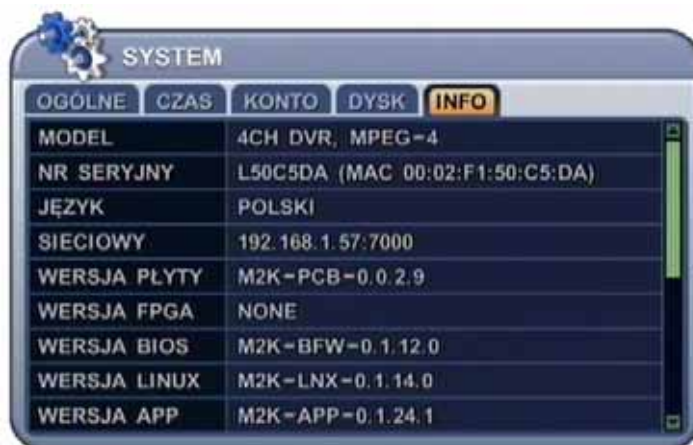 SYSTEM
OGÓLNE CZAS KONTO DYSK INFO
MODEL 4CH DVR, MPEG-4
NR SERYJNY L50C5DA (MAC 00:02:F1:50:C5:DA)
JĘZYK POLSKI
SIECIOWY 192.168.1.57:7000
WERSJA PŁYTY M2K-PCB-0.0.2.9
WERSJA FPGA NONE
WERSJA BIOS M2K-BFW-0.1.12.0
WERSJA LINUX M2K-LNX-0.1.14.0
WERSJA APP M2K-APP-0.1.24.1